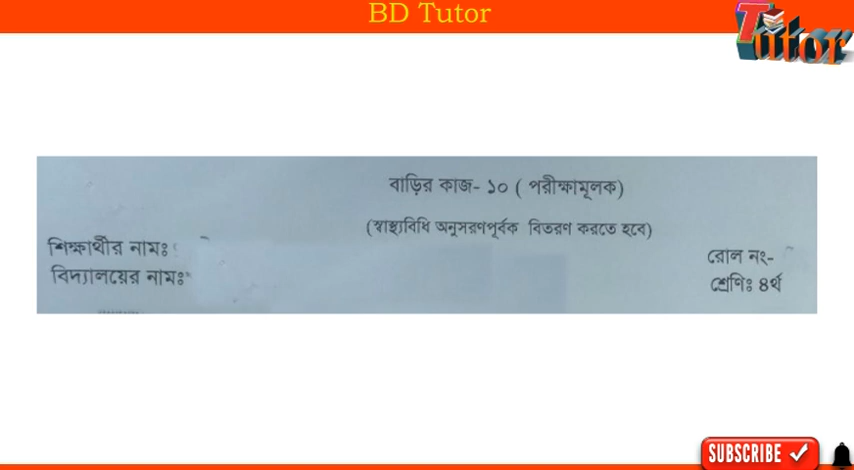 BD Tutor
Tutor
বাড়ির কাজ- ১০ ( পরীক্ষামূলক)
(স্বাস্থ্যবিধি অনুসরণপূর্বক বিতরণ করতে হবে)
শিক্ষার্থীর নামঃ
বিদ্যালয়ের নামঃ
রোল নং-
শ্রেণিঃ ৪র্থ
SUBSCRIBE